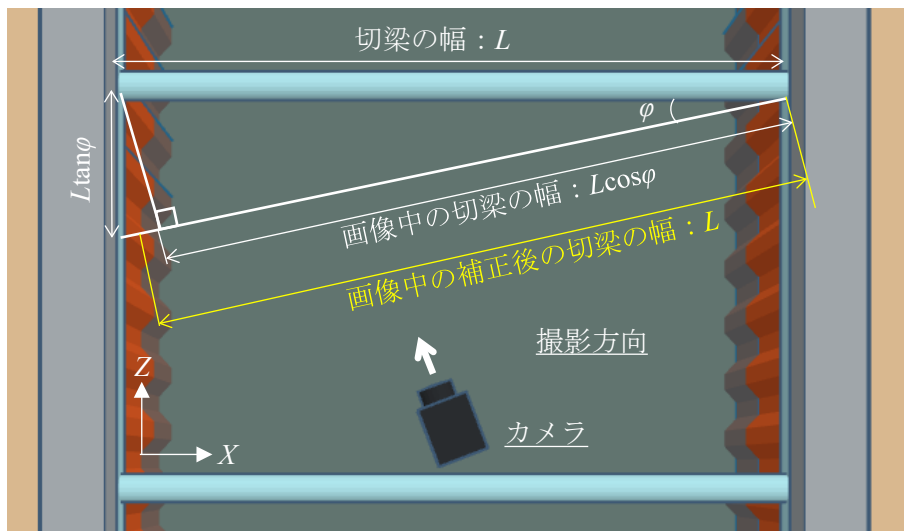 切梁の幅：L
φ
Ltanφ
画像中の切梁の幅：Lcosφ
画像中の補正後の切梁の幅：L
撮影方向
Z
カメラ
X